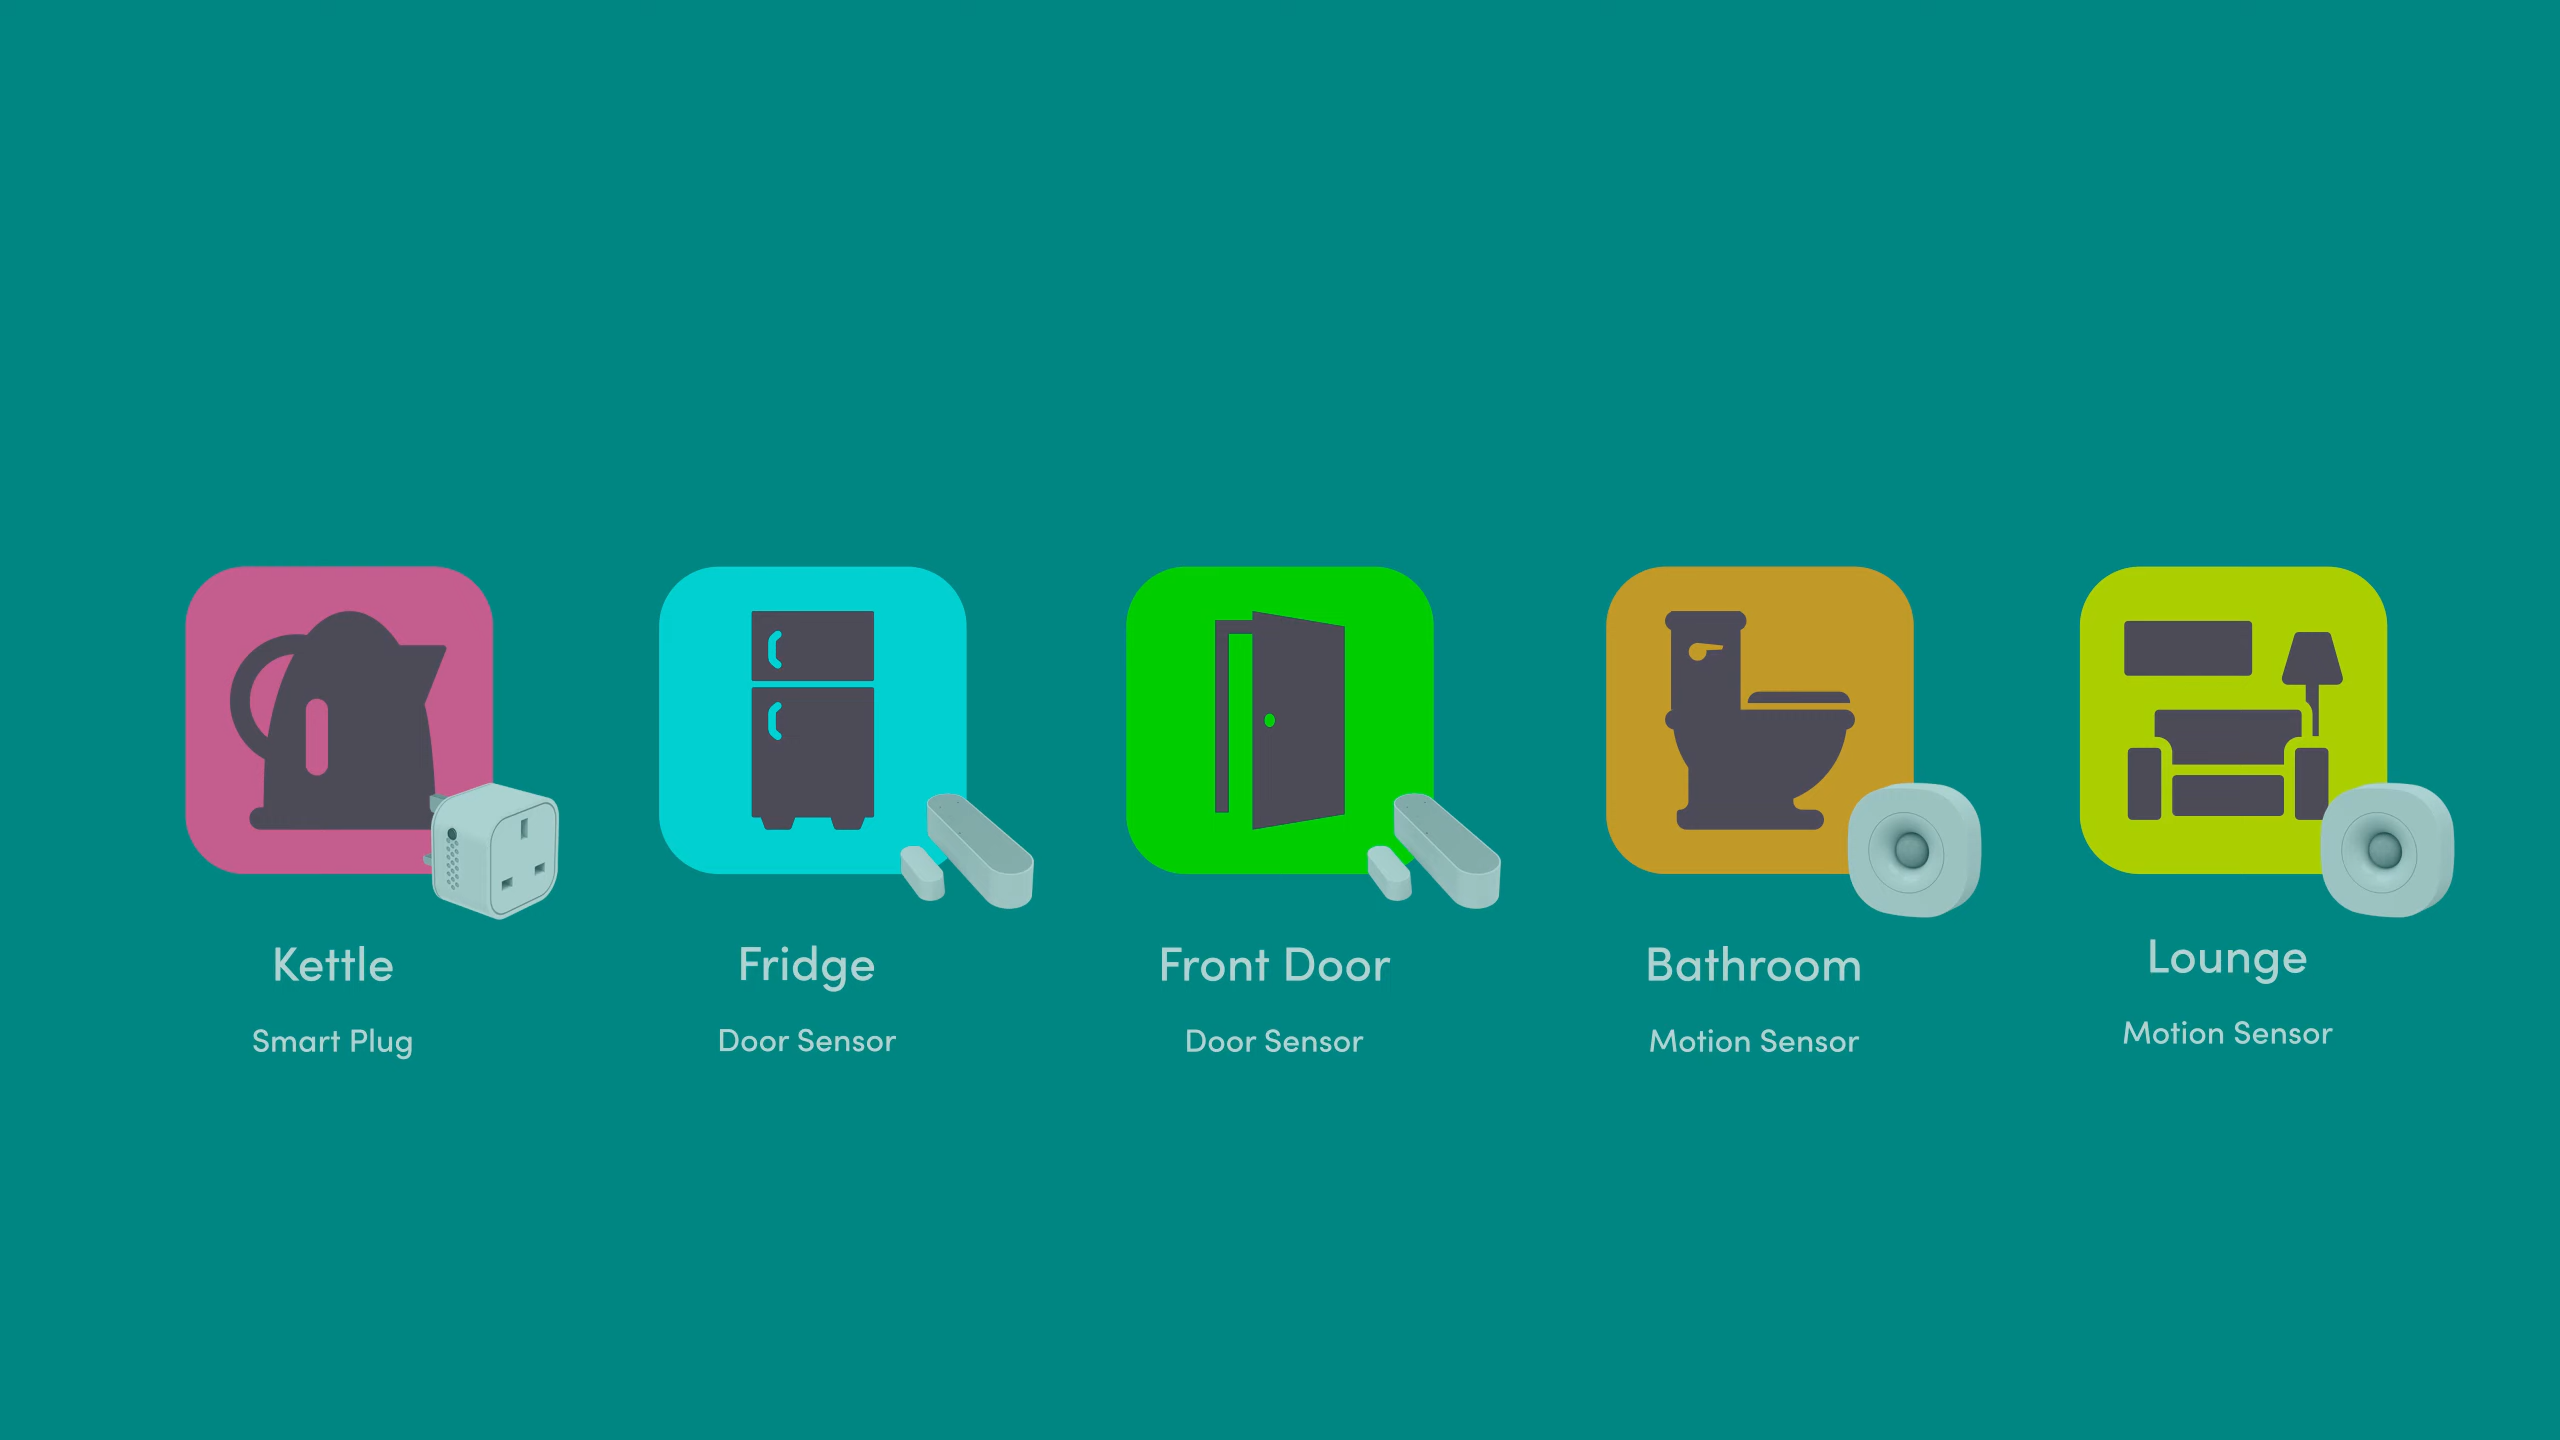 Kettle
Smart Plug
Fridge
Door Sensor
Front Door
Door Sensor
Bathroom
Motion Sensor
Lounge
Motion Sensor